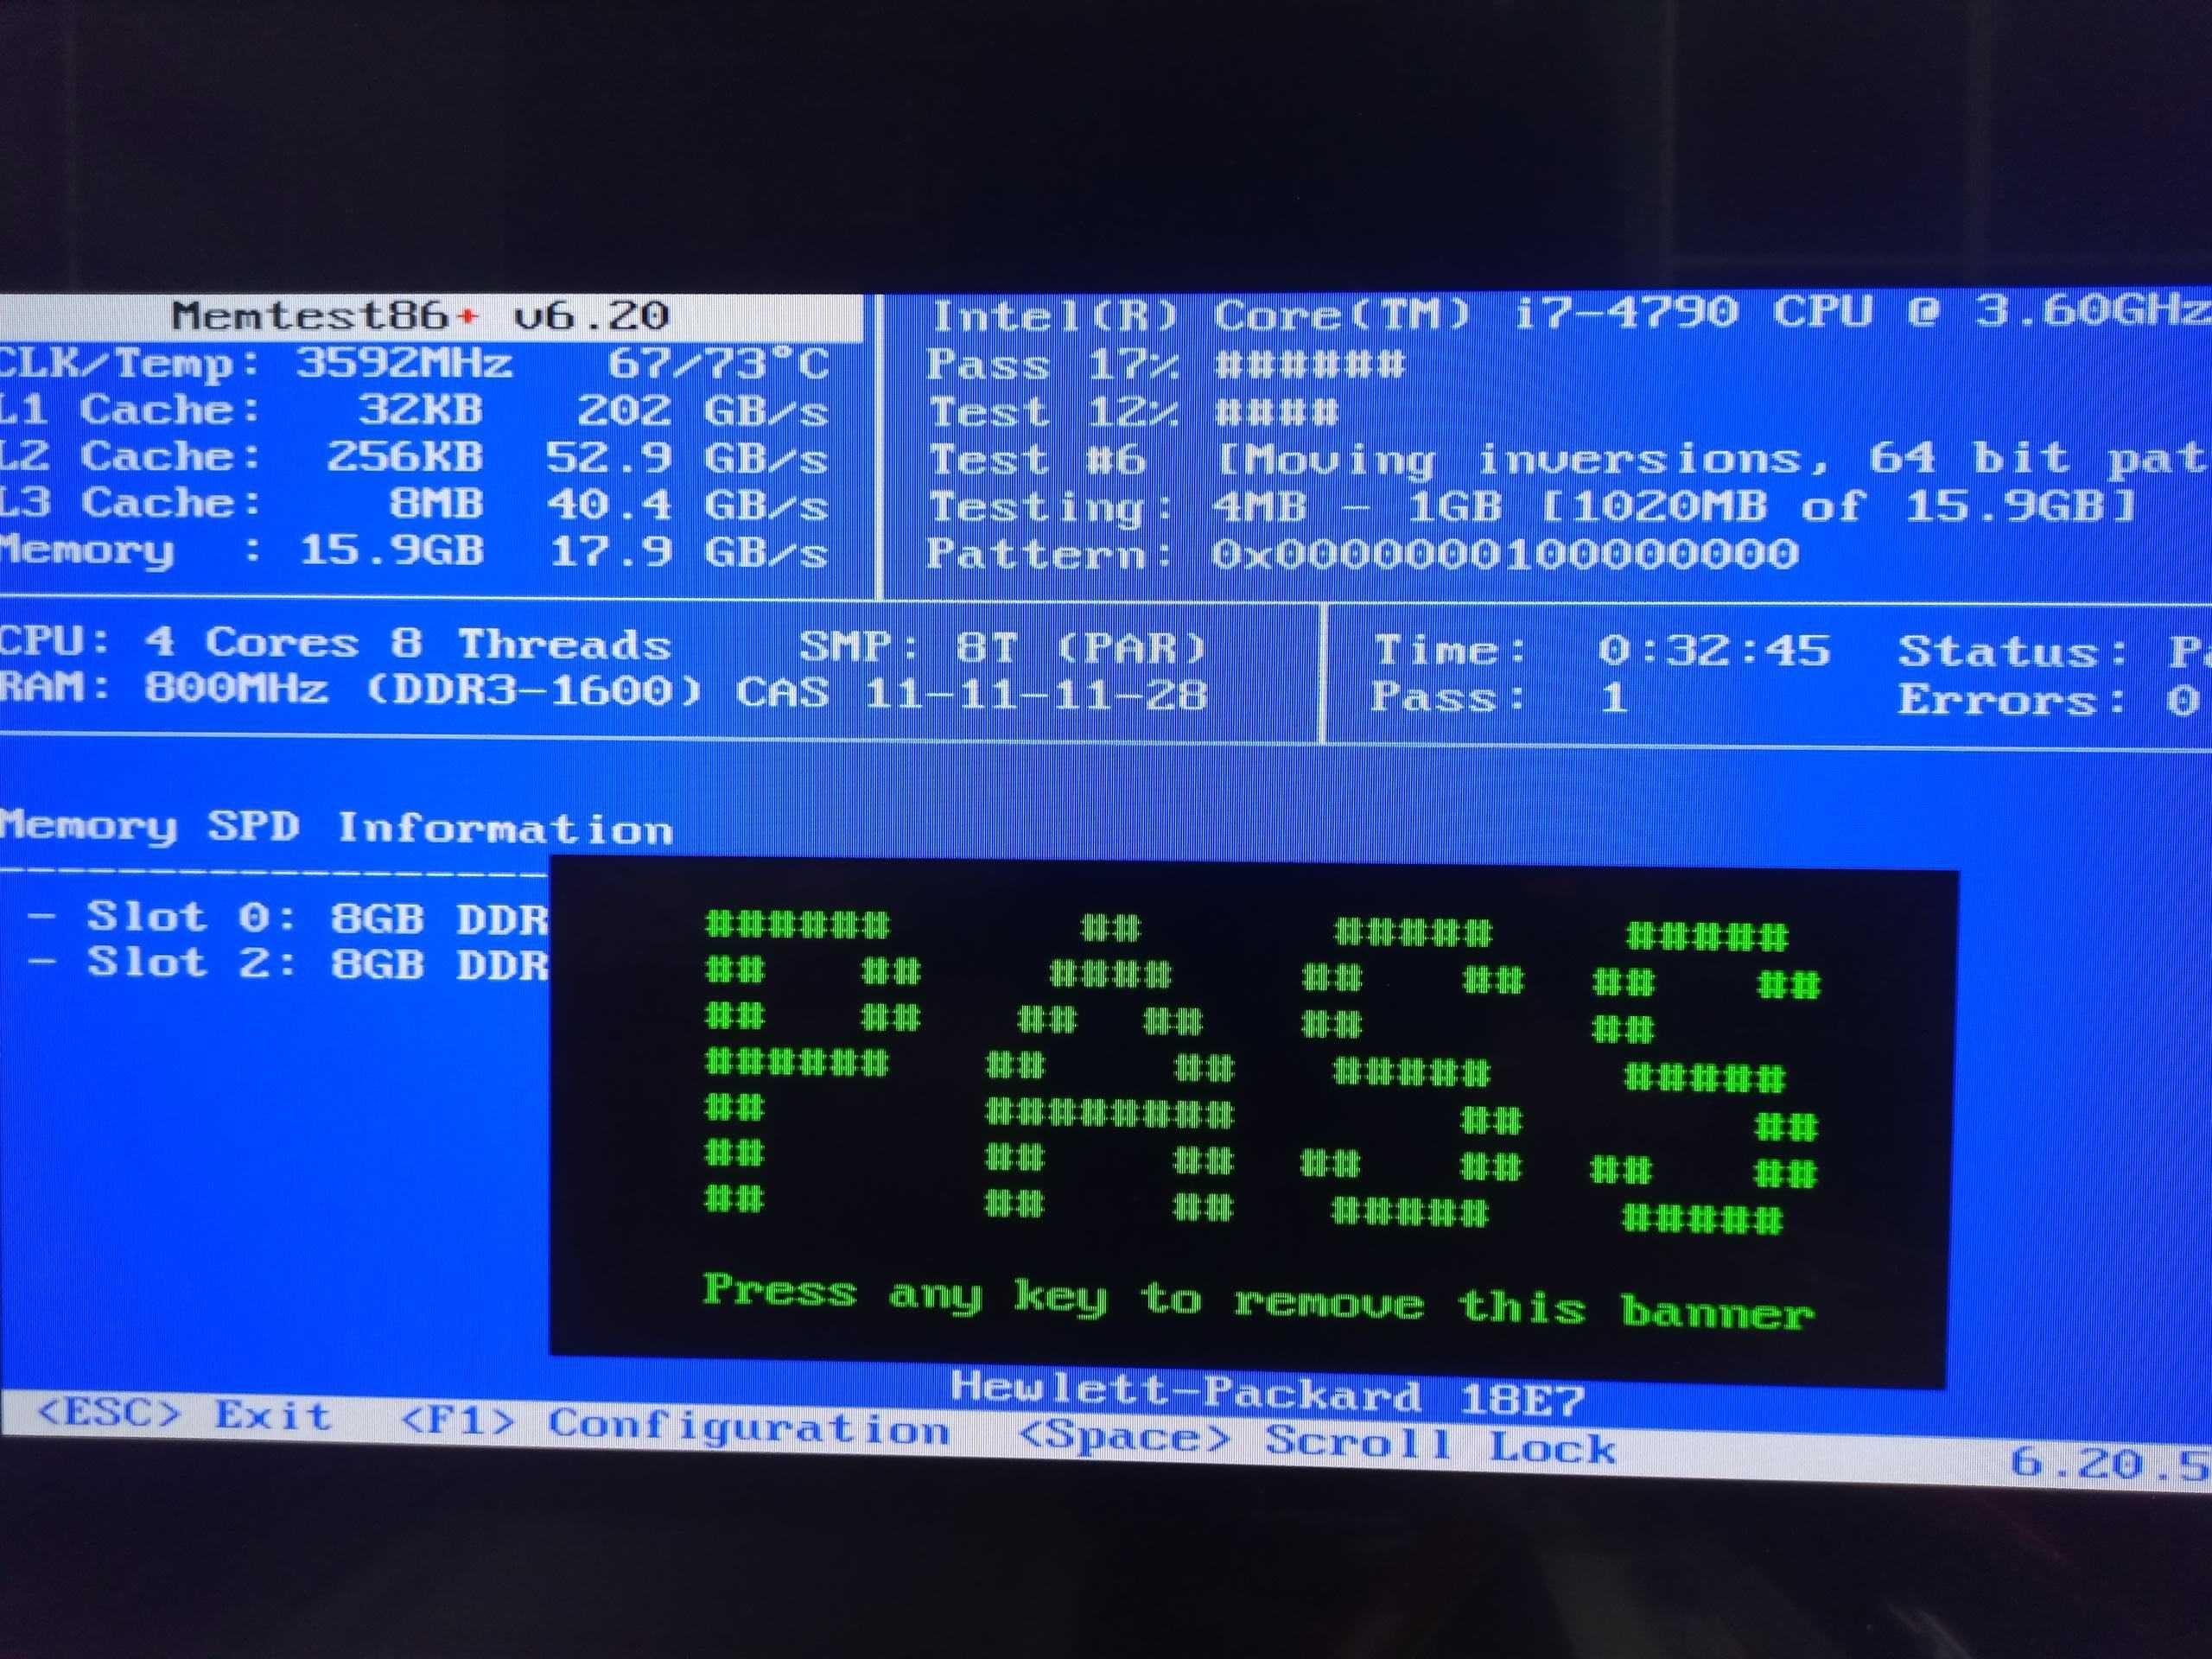 Memtest86+ v6.20
Intel(R) Core(TM) i7-4790 CPU @ 3.60GHz
CLK/Temp: 3592MHz 67/73°C
Pass 17% ######
L1 Cache: 32KB 202 GB/s
Test 12% ####
L2 Cache: 256KB 52.9 GB/s
Test #6 [Moving inversions, 64 bit pat
L3 Cache: 8MB 40.4 GB/s
Testing: 4MB - 1GB [1020MB of 15.9GB]
Memory : 15.9GB 17.9 GB/s
Pattern: 0x0000000100000000
CPU: 4 Cores 8 Threads SMP: 8T (PAR)
Time: 0:32:45 Status: Pa
RAM: 800MHz (DDR3-1600) CAS 11-11-11-28
Pass: 1 Errors: 0
Memory SPD Information
- Slot 0: 8GB DDR
- Slot 2: 8GB DDR
PASS
Press any key to remove this banner
Hewlett-Packard 18E7
<ESC> Exit <F1> Configuration <Space> Scroll Lock 6.20.5